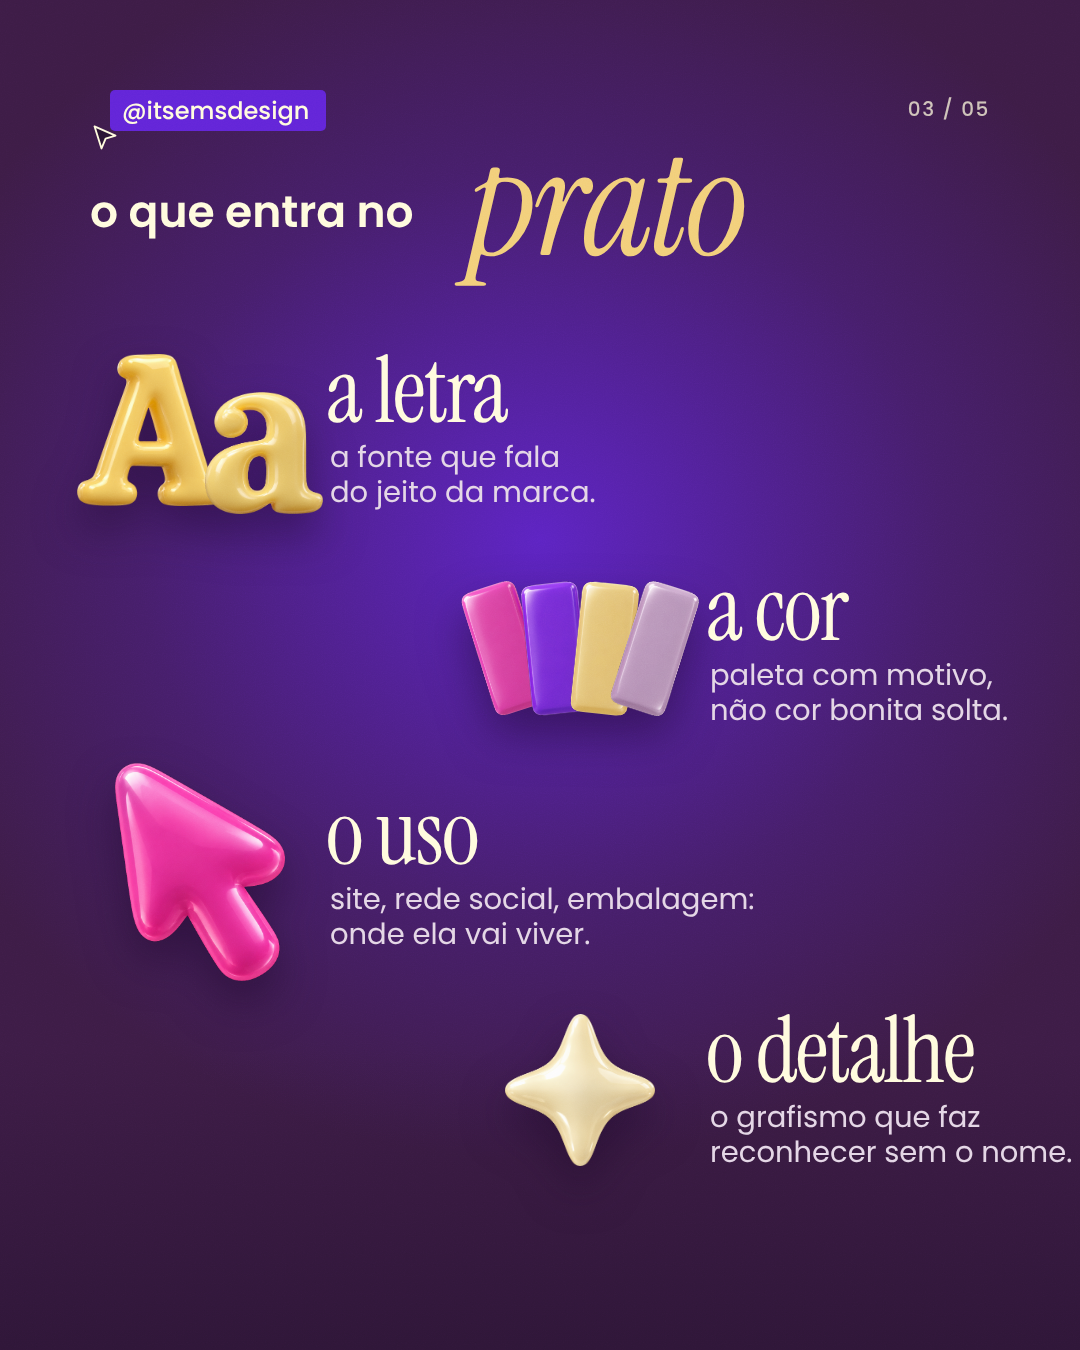 @itsemsdesign
03 / 05
o que entra no prato
Aa
a letra
a fonte que fala
do jeito da marca.
a cor
paleta com motivo,
não cor bonita solta.
o uso
site, rede social, embalagem:
onde ela vai viver.
o detalhe
o grafismo que faz
reconhecer sem o nome.